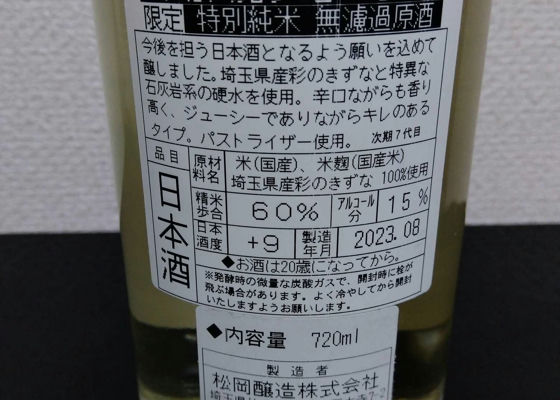 限定 特別純米 無濾過原酒
今後を担う日本酒となるよう願いを込めて
醸しました。埼玉県産彩のきずなと特異な
石灰岩系の硬水を使用。辛口ながらも香り
高く、ジューシーでありながらキレのある
タイプ。パストライザー使用。 次期7代目
品目 日本酒
原材料名 米(国産)、米麹(国産米)
埼玉県産彩のきずな 100%使用
精米歩合 60% アルコール分 15%
日本酒度 +9 製造年月 2023.08
◆お酒は20歳になってから。
※発酵時の微量な炭酸ガスで、開封時に栓が
飛ぶ場合があります。よく冷やしてから開封
いたしますようお願いします。
◆内容量 720ml
製造者
松岡醸造株式会社